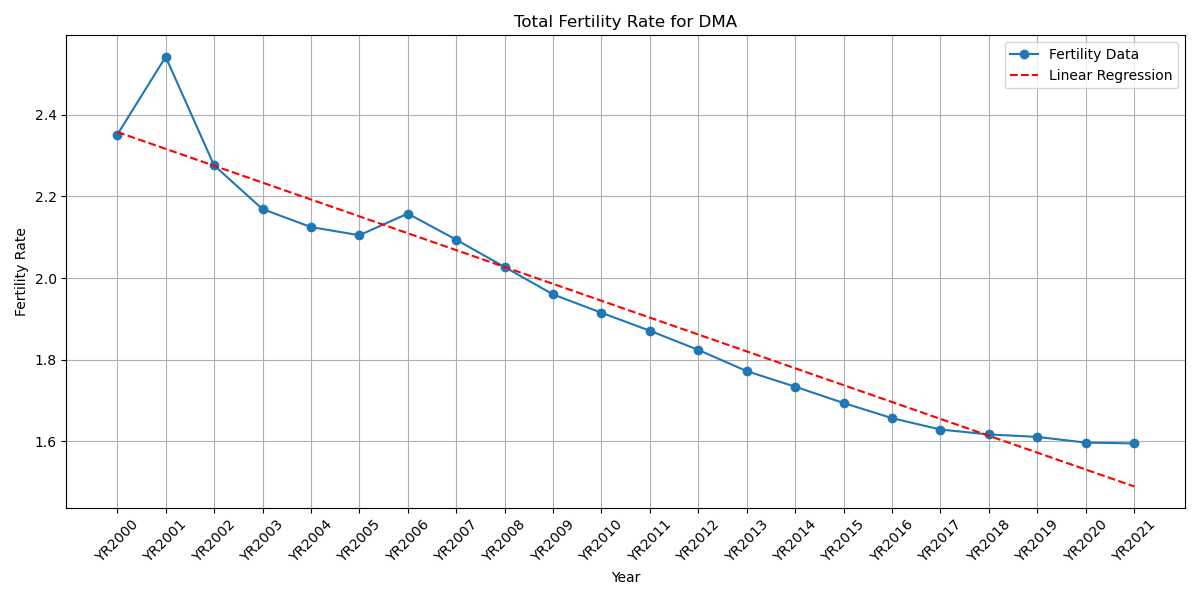 Total Fertility Rate for DMA
Fertility Data
Linear Regression
Fertility Rate
2.4
2.2
2.0
1.8
1.6
YR2000
YR2001
YR2002
YR2003
YR2004
YR2005
YR2006
YR2007
YR2008
YR2009
YR2010
YR2011
YR2012
YR2013
YR2014
YR2015
YR2016
YR2017
YR2018
YR2019
YR2020
YR2021
Year